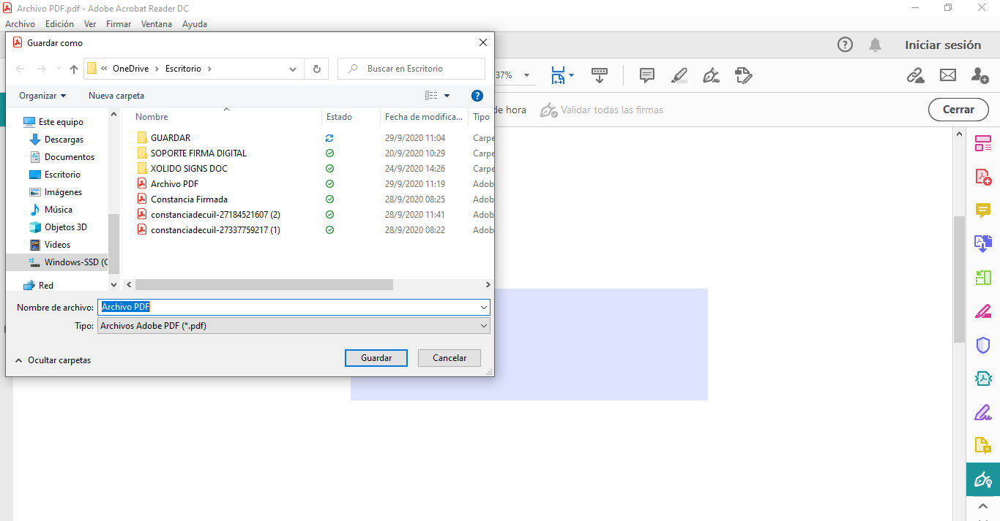 Archivo PDF.pdf - Adobe Acrobat Reader DC
Archivo Edición Ver Firmar Ventana Ayuda
Guardar como
Iniciar sesión
« OneDrive › Escritorio ›
Buscar en Escritorio
37%
Organizar
Nueva carpeta
de hora
Validar todas las firmas
Cerrar
Nombre Estado Fecha de modifica... Tipo
Este equipo
Descargas
Documentos
Escritorio
Imágenes
Música
Objetos 3D
Videos
Windows-SSD (C
Red
GUARDAR 29/9/2020 11:04 Carpe
SOPORTE FIRMA DIGITAL 20/9/2020 10:29 Carpe
XOLIDO SIGNS DOC 24/9/2020 14:26 Carpe
Archivo PDF 29/9/2020 11:19 Adob
Constancia Firmada 28/9/2020 08:25 Adob
constanciadecuil-27184521607 (2) 28/9/2020 11:41 Adob
constanciadecuil-27337759217 (1) 28/9/2020 08:22 Adob
Nombre de archivo: Archivo PDF
Tipo: Archivos Adobe PDF (*.pdf)
Ocultar carpetas
Guardar
Cancelar